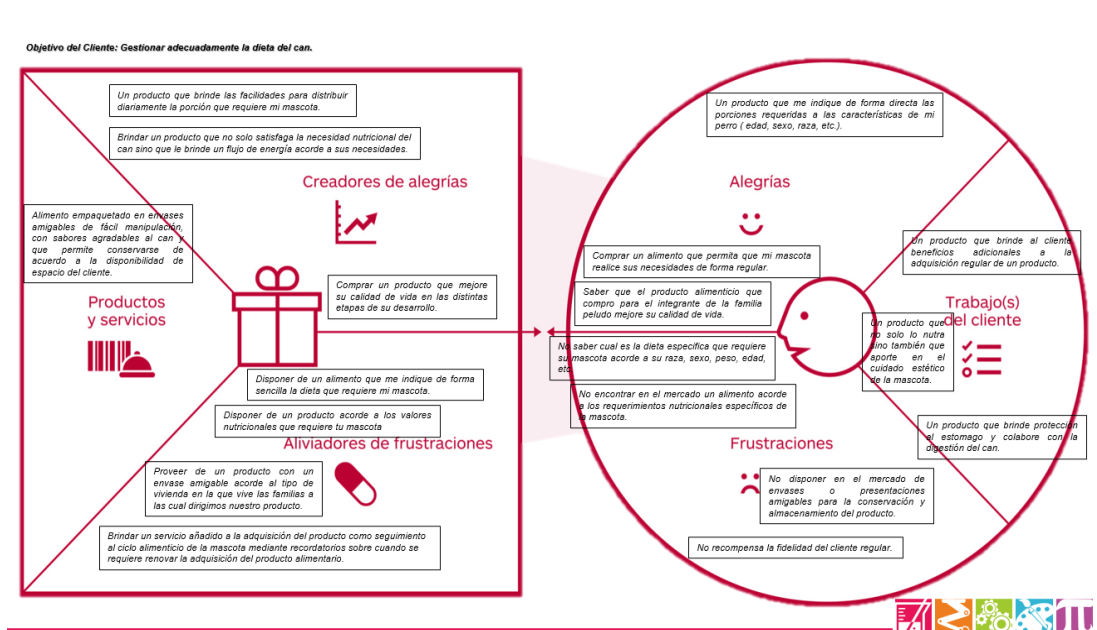 Objetivo del Cliente: Gestionar adecuadamente la dieta del can.
Un producto que brinde las facilidades para distribuir
diariamente la porción que requiere mi mascota.
Brindar un producto que no solo satisfaga la necesidad nutricional del
can sino que le brinde un flujo de energía acorde a sus necesidades.
Creadores de alegrías
Alimento empaquetado en envases
amigables de fácil manipulación,
con sabores agradables al can y
que permite conservarse de
acuerdo a la disponibilidad de
espacio del cliente.
Comprar un producto que mejore
su calidad de vida en las distintas
etapas de su desarrollo.
Productos
y servicios
Disponer de un alimento que me indique de forma
sencilla la dieta que requiere mi mascota.
Disponer de un producto acorde a los valores
nutricionales que requiere tu mascota
Aliviadores de frustraciones
Proveer de un producto con un
envase amigable acorde al tipo de
vivienda en la que vive las familias a
las cual dirigimos nuestro producto.
Brindar un servicio añadido a la adquisición del producto como seguimiento
al ciclo alimenticio de la mascota mediante recordatorios sobre cuando se
requiere renovar la adquisición del producto alimentario.
Un producto que me indique de forma directa las
porciones requeridas a las características de mi
perro ( edad, sexo, raza, etc.).
Alegrías
Comprar un alimento que permita que mi mascota
realice sus necesidades de forma regular.
Saber que el producto alimenticio que
compro para el integrante de la familia
peludo mejore su calidad de vida.
No saber cual es la dieta específica que requiere
su mascota acorde a su raza, sexo, peso, edad,
etc.
No encontrar en el mercado un alimento acorde
a los requerimientos nutricionales específicos de
la mascota.
Frustraciones
No disponer en el mercado de
envases o presentaciones
amigables para la conservación y
almacenamiento del producto.
No recompensa la fidelidad del cliente regular.
Un producto que brinde al cliente
beneficios adicionales a la
adquisición regular de un producto.
Trabajo(s)
del cliente
Un producto que
no solo lo nutra
sino también que
aporte en el
cuidado estético
de la mascota.
Un producto que brinde protección
al estomago y colabore con la
digestión del can.